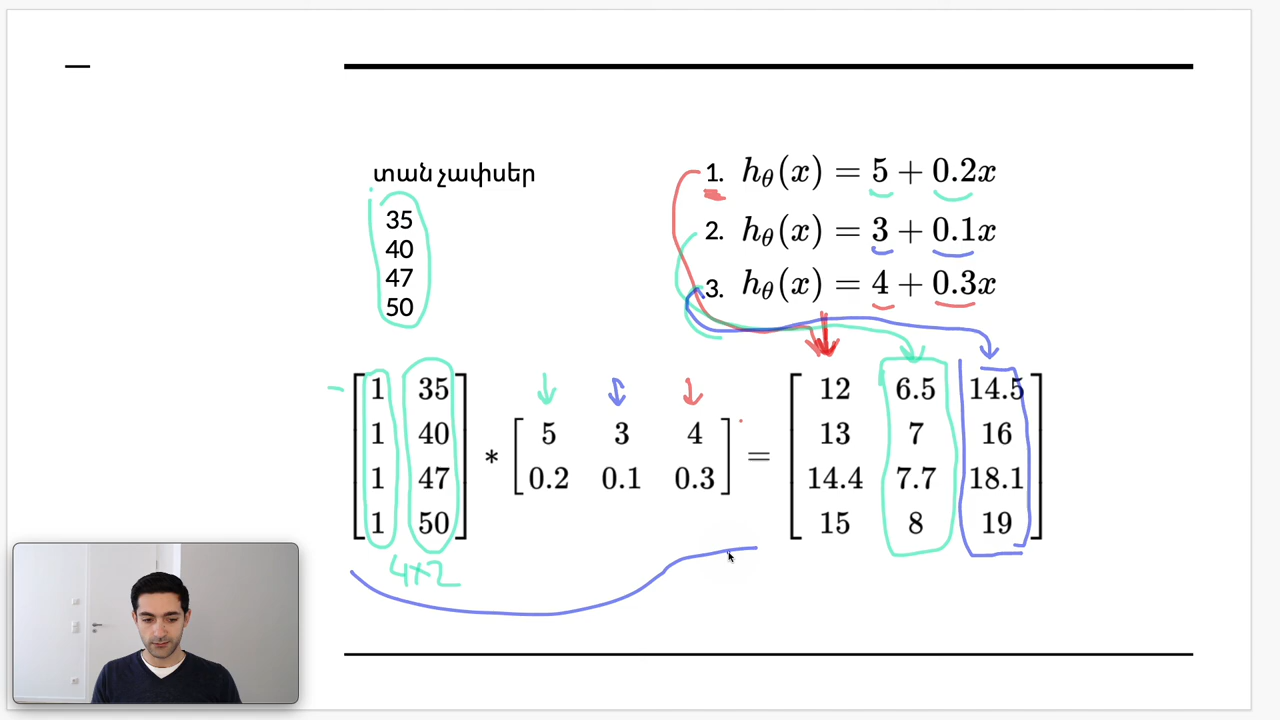 տան չափսեր
35
40
47
50
1. hθ(x) = 5 + 0.2x
2. hθ(x) = 3 + 0.1x
3. hθ(x) = 4 + 0.3x
[1 35] [12 6.5 14.5]
[1 40] * [5 3 4] = [13 7 16]
[1 47] [0.2 0.1 0.3] [14.4 7.7 18.1]
[1 50] [15 8 19]
4×2